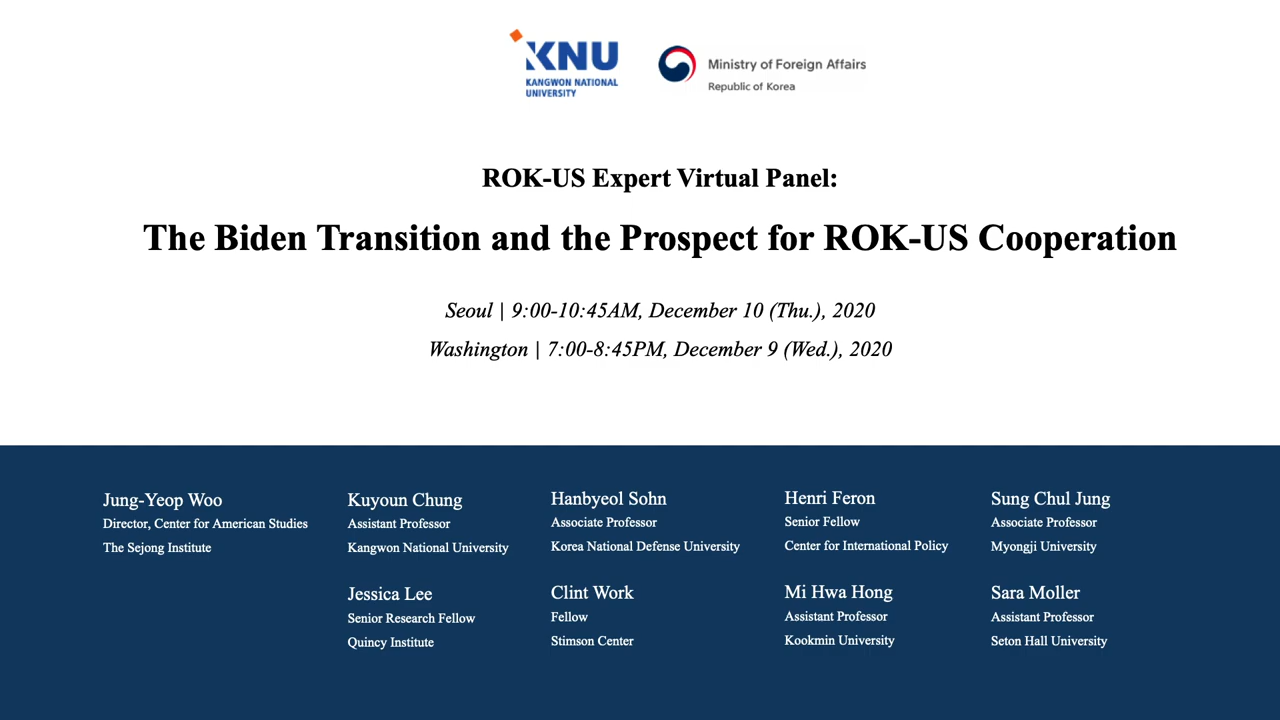 KNU
KANGWON NATIONAL
UNIVERSITY
Ministry of Foreign Affairs
Republic of Korea
ROK-US Expert Virtual Panel:
The Biden Transition and the Prospect for ROK-US Cooperation
Seoul | 9:00-10:45AM, December 10 (Thu.), 2020
Washington | 7:00-8:45PM, December 9 (Wed.), 2020
Jung-Yeop Woo
Director, Center for American Studies
The Sejong Institute
Kuyoun Chung
Assistant Professor
Kangwon National University
Jessica Lee
Senior Research Fellow
Quincy Institute
Hanbyeol Sohn
Associate Professor
Korea National Defense University
Clint Work
Fellow
Stimson Center
Henri Feron
Senior Fellow
Center for International Policy
Mi Hwa Hong
Assistant Professor
Kookmin University
Sung Chul Jung
Associate Professor
Myongji University
Sara Moller
Assistant Professor
Seton Hall University